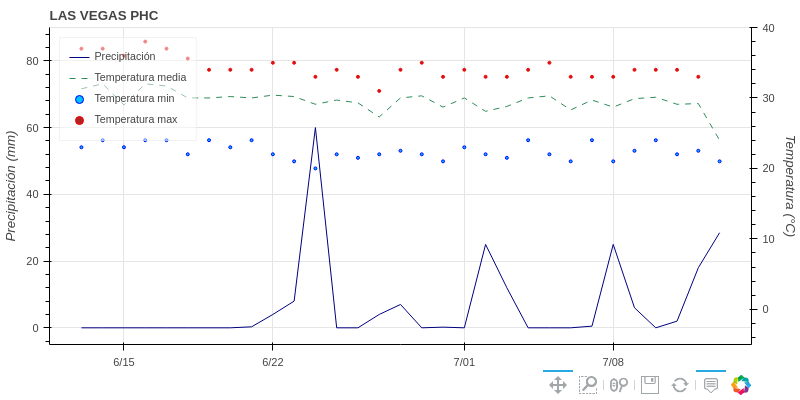 LAS VEGAS PHC
Precipitación
Temperatura media
Temperatura min
Temperatura max
Precipitación (mm)
80
60
40
20
0
40
30
20
10
0
Temperatura (°C)
6/15
6/22
7/01
7/08